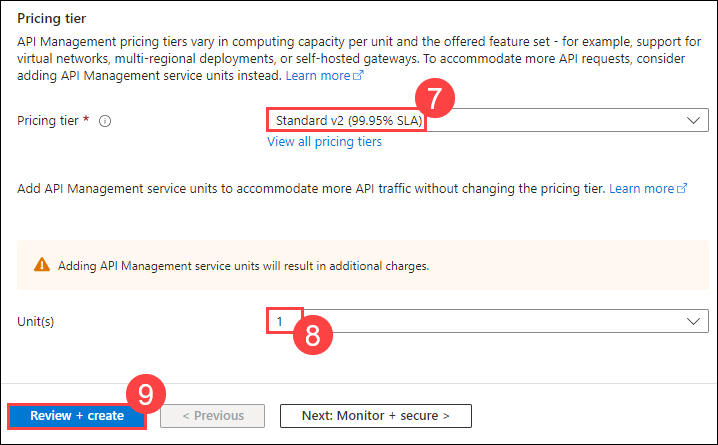 Pricing tier
API Management pricing tiers vary in computing capacity per unit and the offered feature set - for example, support for
virtual networks, multi-regional deployments, or self-hosted gateways. To accommodate more API requests, consider
adding API Management service units instead. Learn more
7
Pricing tier * Standard v2 (99.95% SLA)
View all pricing tiers
Add API Management service units to accommodate more API traffic without changing the pricing tier. Learn more
Adding API Management service units will result in additional charges.
Unit(s) 1
8
9
Review + create < Previous Next: Monitor + secure >